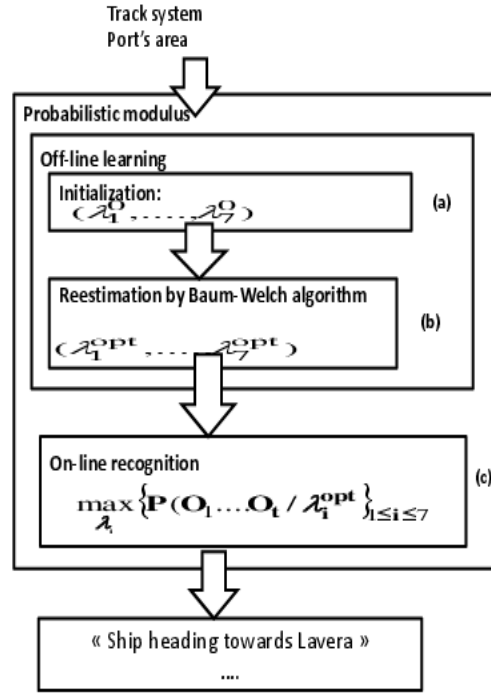 Track system
Port's area
Probabilistic modulus
Off-line learning
Initialization:
(λ₁⁰,.....,λ₇⁰)
(a)
Reestimation by Baum-Welch algorithm
(b)
(λ₁ᵒᵖᵗ,.....,λ₇ᵒᵖᵗ)
On-line recognition
(c)
max_{λᵢ} {P(O₁....Oₜ / λᵢᵒᵖᵗ}_{1≤i≤7}
« Ship heading towards Lavera »
....